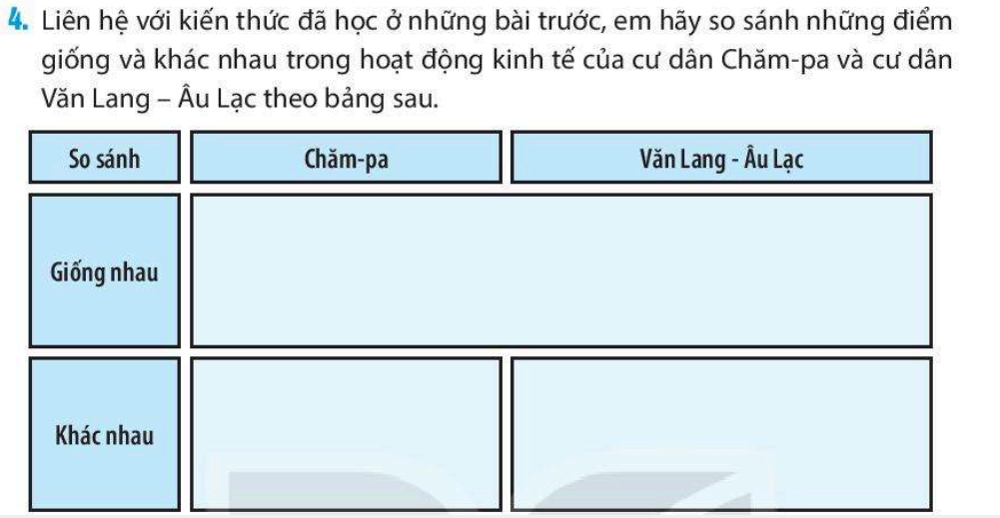 4. Liên hệ với kiến thức đã học ở những bài trước, em hãy so sánh những điểm
giống và khác nhau trong hoạt động kinh tế của cư dân Chăm-pa và cư dân
Văn Lang – Âu Lạc theo bảng sau.
So sánh
Chăm-pa
Văn Lang - Âu Lạc
Giống nhau
Khác nhau